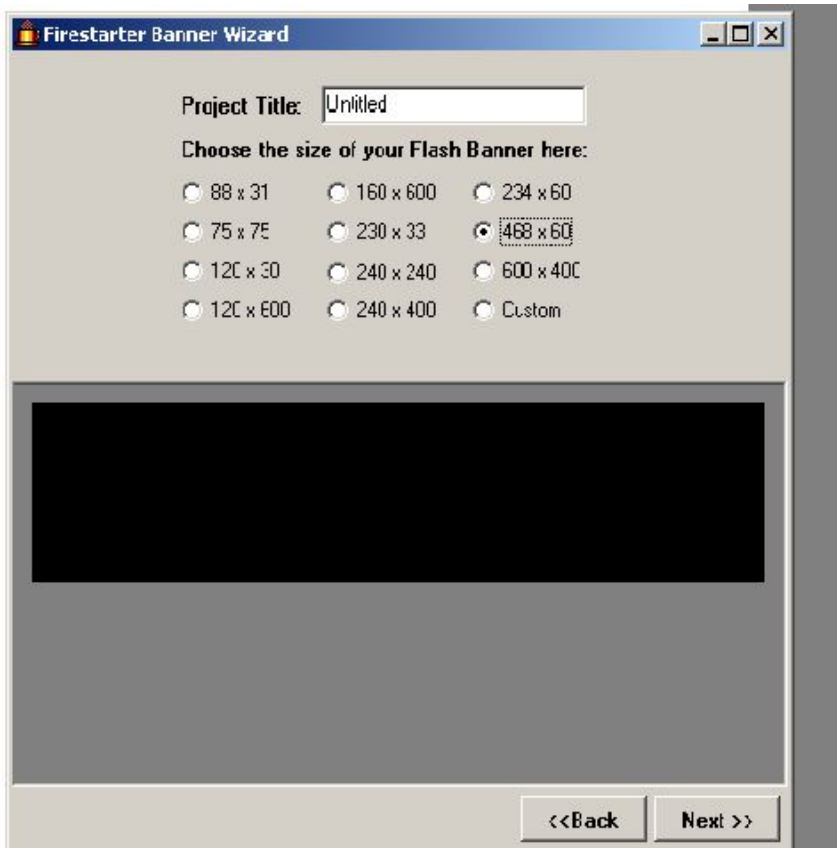 Firestarter Banner Wizard
Project Title: Untitled
Choose the size of your Flash Banner here:
88 x 31 160 x 600 234 x 60
75 x 75 230 x 33 468 x 60
120 x 30 240 x 240 600 x 400
120 x 600 240 x 400 Custom
<<Back Next >>